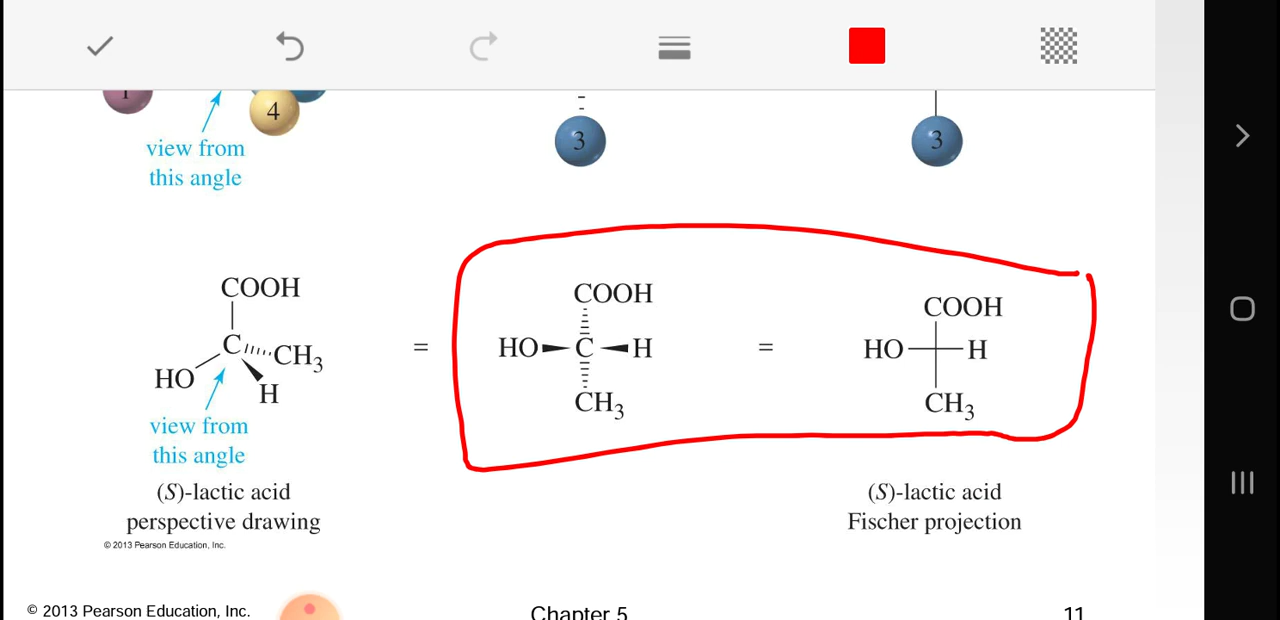 1
4
3
3
view from
this angle
COOH
C CH3
HO
H
view from
this angle
=
COOH
HO C H
CH3
=
COOH
HO H
CH3
(S)-lactic acid
perspective drawing
(S)-lactic acid
Fischer projection
© 2013 Pearson Education, Inc.
© 2013 Pearson Education, Inc.
Chapter 5
11